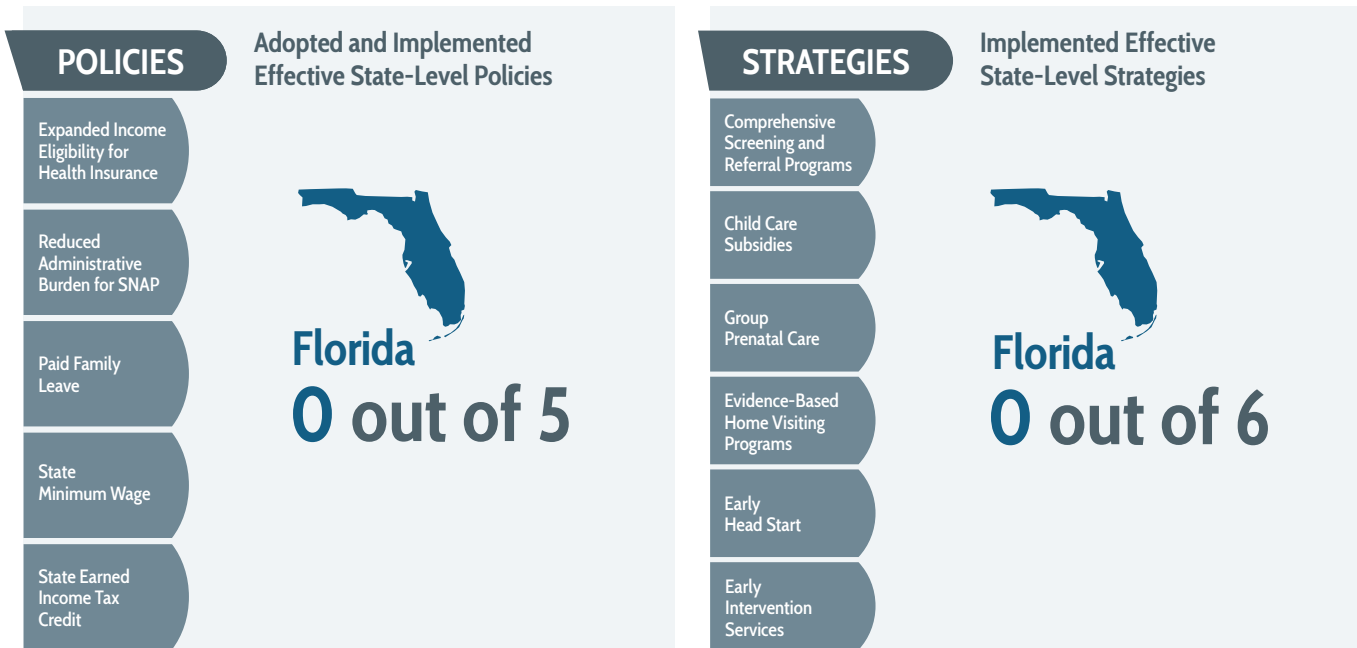 POLICIES
Adopted and Implemented
Effective State-Level Policies
Expanded Income
Eligibility for
Health Insurance
Reduced
Administrative
Burden for SNAP
Paid Family
Leave
State
Minimum Wage
State Earned
Income Tax
Credit
Florida
0 out of 5
STRATEGIES
Implemented Effective
State-Level Strategies
Comprehensive
Screening and
Referral Programs
Child Care
Subsidies
Group
Prenatal Care
Evidence-Based
Home Visiting
Programs
Early
Head Start
Early
Intervention
Services
Florida
0 out of 6